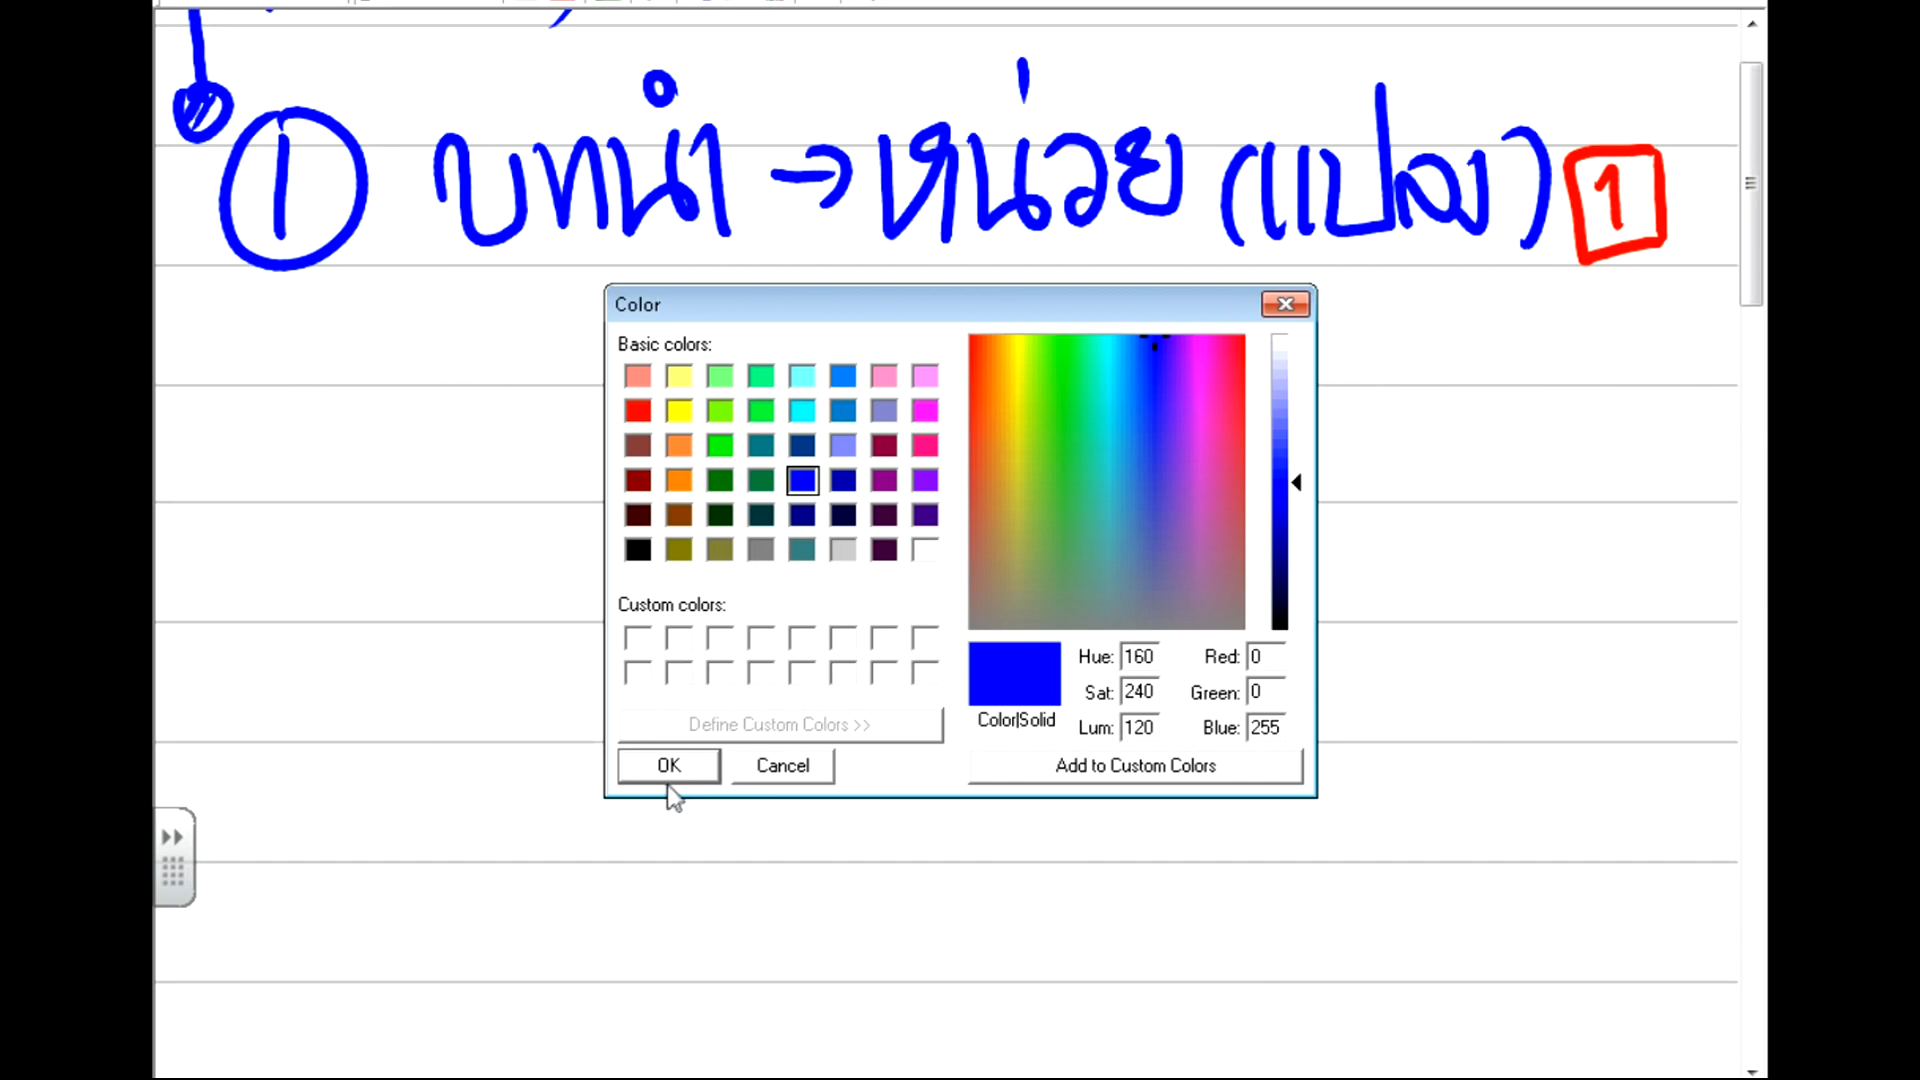 ① บทนำ → หน่วย (แปลง) 1
Color
Basic colors:
Custom colors:
Define Custom Colors >>
OK Cancel
Color|Solid
Hue: 160 Red: 0
Sat: 240 Green: 0
Lum: 120 Blue: 255
Add to Custom Colors